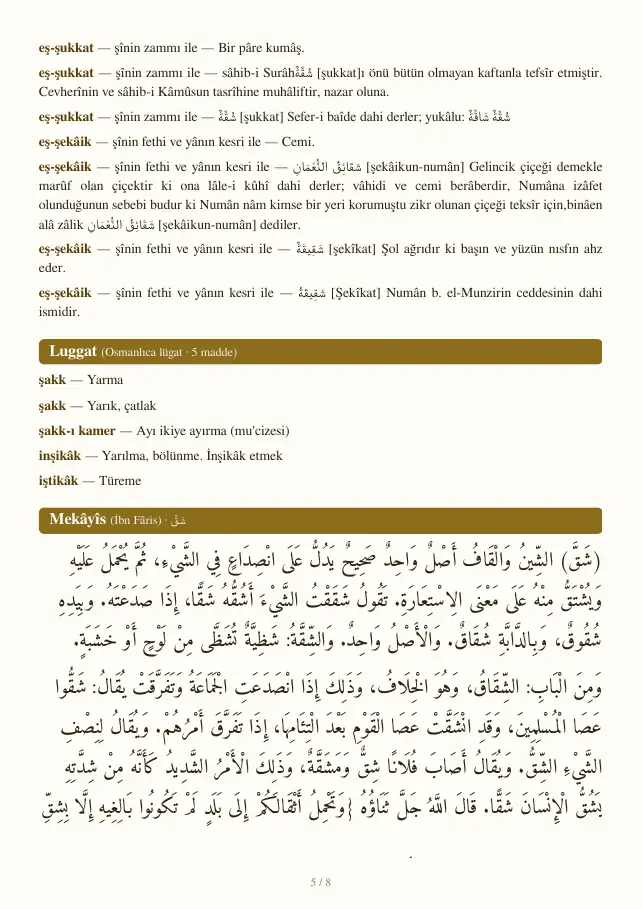 eş-şukkat — şînin zammı ile — Bir pâre kumâş.
eş-şukkat — şînin zammı ile — sâhib-i Surâhشُقَّةٌ [şukkat]ı önü bütün olmayan kaftanla tefsîr etmiştir.
Cevherînin ve sâhib-i Kâmûsun tasrîhine muhâliftir, nazar oluna.
eş-şukkat — şînin zammı ile — شُقَّةٌ [şukkat] Sefer-i baîde dahi derler; yukâlu: شُقَّةٌ شَاقَّةٌ
eş-şekâik — şînin fethi ve yânın kesri ile — Cemi.
eş-şekâik — şînin fethi ve yânın kesri ile — شَقَائِقُ النُّعْمَانِ [şekâikun-numân] Gelincik çiçeği demekle
marûf olan çiçektir ki ona lâle-i kûhî dahi derler; vâhidi ve cemi berâberdir, Numâna izâfet
olunduğunun sebebi budur ki Numân nâm kimse bir yeri korumuştu zikr olunan çiçeği teksîr için,binâen
alâ zâlik شَقَائِقُ النُّعْمَانِ [şekâikun-numân] dediler.
eş-şekâik — şînin fethi ve yânın kesri ile — شَقِيقَةٌ [şekîkat] Şol ağrıdır ki başın ve yüzün nısfın ahz
eder.
eş-şekâik — şînin fethi ve yânın kesri ile — شَقِيقَةُ [Şekîkat] Numân b. el-Munzirin ceddesinin dahi
ismidir.
Luggat (Osmanlıca lügat · 5 madde)
şakk — Yarma
şakk — Yarık, çatlak
şakk-ı kamer — Ayı ikiye ayırma (mu'cizesi)
inşikâk — Yarılma, bölünme. İnşikâk etmek
iştikâk — Türeme
Mekâyîs (İbn Fâris) · شَقَّ
(شَقَّ) الشِّينُ وَالْقَافُ أَصْلٌ وَاحِدٌ صَحِيحٌ يَدُلُّ عَلَى انْصِدَاعٍ فِي الشَّيْءِ، ثُمَّ يُحْمَلُ عَلَيْهِ
وَيُشْتَقُّ مِنْهُ عَلَى مَعْنَى الِاسْتِعَارَةِ. تَقُولُ شَقَقْتُ الشَّيْءَ أَشُقُّهُ شَقًّا، إِذَا صَدَعْتَهُ. وَبِيَدِهِ
شُقُوقٌ، وَبِالدَّابَّةِ شُقَاقٌ. وَالْأَصْلُ وَاحِدٌ. وَالشِّقَّةُ: شَظِيَّةٌ تُشَظَّى مِنْ لَوْحٍ أَوْ خَشَبَةٍ.
وَمِنَ الْبَابِ: الشِّقَاقُ، وَهُوَ الْخِلَافُ، وَذَلِكَ إِذَا انْصَدَعَتِ الْجَمَاعَةُ وَتَفَرَّقَتْ يُقَالُ: شَقُّوا
عَصَا الْمُسْلِمِينَ، وَقَدِ انْشَقَّتْ عَصَا الْقَوْمِ بَعْدَ الْتِئَامِهَا، إِذَا تَفَرَّقَ أَمْرُهُمْ. وَيُقَالُ لِنِصْفِ
الشَّيْءِ الشِّقُّ. وَيُقَالُ أَصَابَ فُلَانًا شِقٌّ وَمَشَقَّةٌ، وَذَلِكَ الْأَمْرُ الشَّدِيدُ كَأَنَّهُ مِنْ شِدَّتِهِ
يَشُقُّ الْإِنْسَانَ شَقًّا. قَالَ اللَّهُ جَلَّ ثَنَاؤُهُ {وَتَحْمِلُ أَثْقَالَكُمْ إِلَى بَلَدٍ لَمْ تَكُونُوا بَالِغِيهِ إِلَّا بِشِقِّ
5 / 8